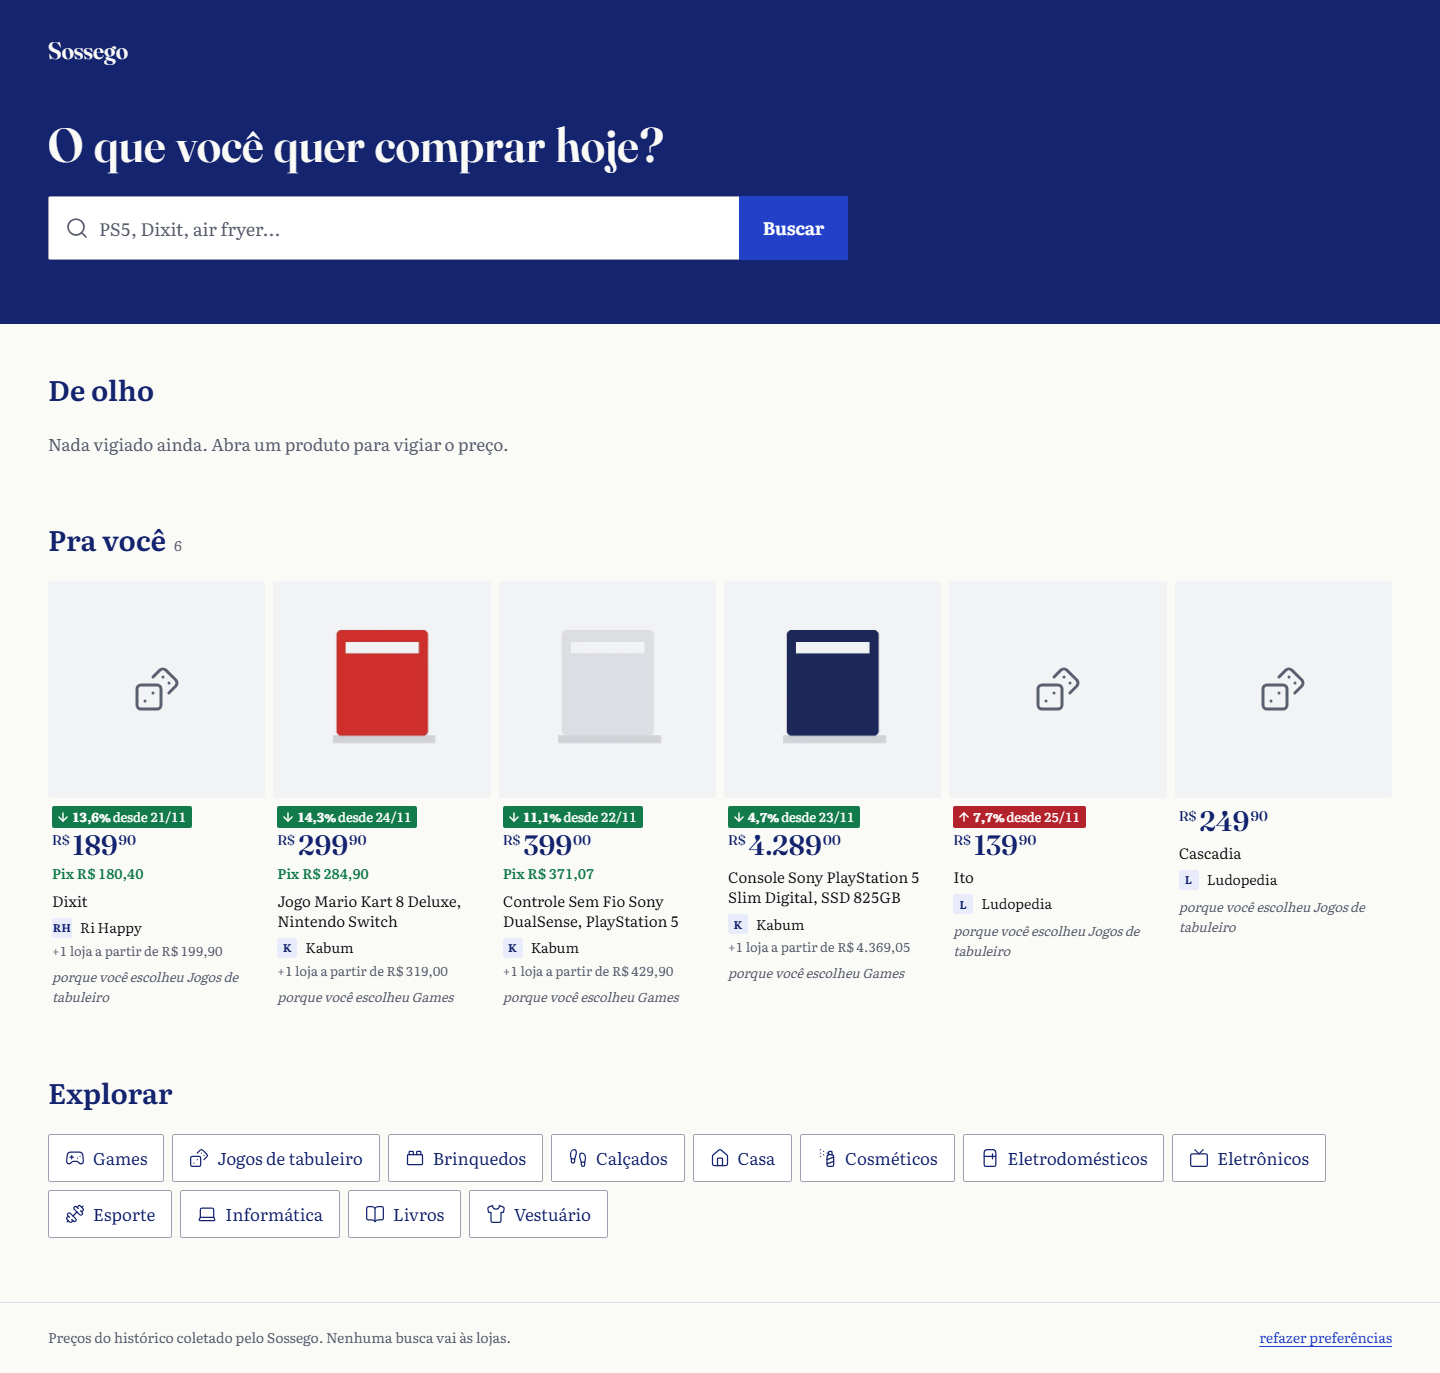 Sossego
O que você quer comprar hoje?
PS5, Dixit, air fryer...
Buscar
De olho
Nada vigiado ainda. Abra um produto para vigiar o preço.
Pra você 6
↓ 13,6% desde 21/11
R$ 189 90
Pix R$ 180,40
Dixit
RH Ri Happy
+1 loja a partir de R$ 199,90
porque você escolheu Jogos de
tabuleiro
↓ 14,3% desde 24/11
R$ 299 90
Pix R$ 284,90
Jogo Mario Kart 8 Deluxe,
Nintendo Switch
K Kabum
+1 loja a partir de R$ 319,00
porque você escolheu Games
↓ 11,1% desde 22/11
R$ 399 00
Pix R$ 371,07
Controle Sem Fio Sony
DualSense, PlayStation 5
K Kabum
+1 loja a partir de R$ 429,90
porque você escolheu Games
↓ 4,7% desde 23/11
R$ 4.289 00
Console Sony PlayStation 5
Slim Digital, SSD 825GB
K Kabum
+1 loja a partir de R$ 4.369,05
porque você escolheu Games
↑ 7,7% desde 25/11
R$ 139 90
Ito
L Ludopedia
porque você escolheu Jogos de
tabuleiro
R$ 249 90
Cascadia
L Ludopedia
porque você escolheu Jogos de
tabuleiro
Explorar
Games
Jogos de tabuleiro
Brinquedos
Calçados
Casa
Cosméticos
Eletrodomésticos
Eletrônicos
Esporte
Informática
Livros
Vestuário
Preços do histórico coletado pelo Sossego. Nenhuma busca vai às lojas.
refazer preferências